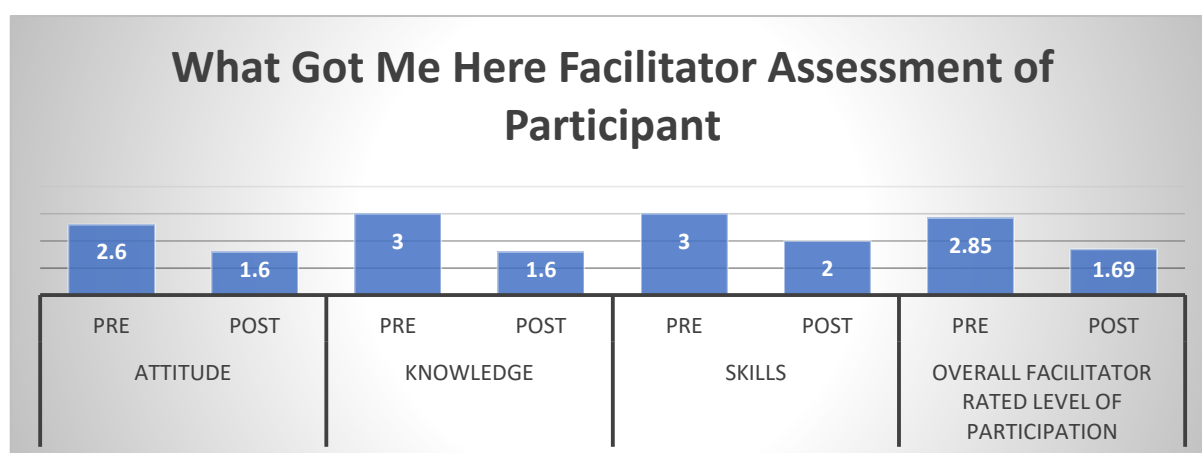 What Got Me Here Facilitator Assessment of
Participant
2.6
1.6
3
1.6
3
2
2.85
1.69
PRE POST PRE POST PRE POST PRE POST
ATTITUDE KNOWLEDGE SKILLS OVERALL FACILITATOR
RATED LEVEL OF
PARTICIPATION